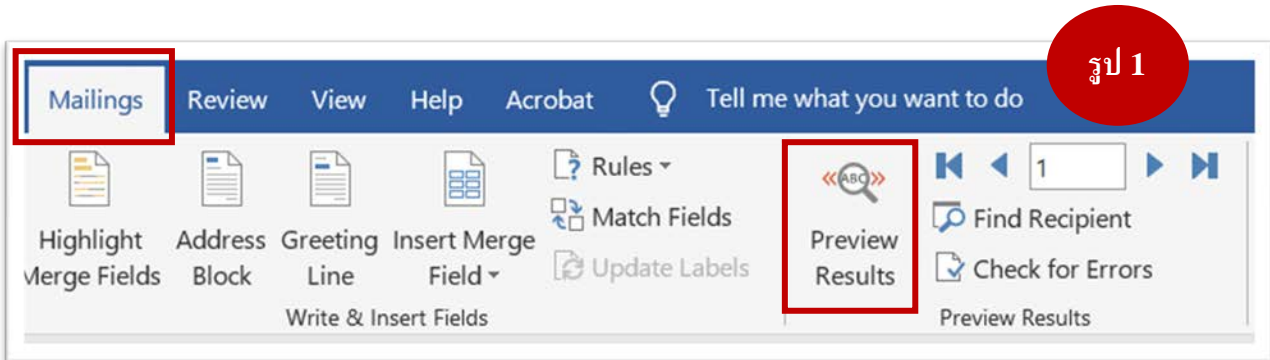 รูป 1
Mailings Review View Help Acrobat Tell me what you want to do
Highlight Merge Fields
Address Block
Greeting Line
Insert Merge Field
Rules
Match Fields
Update Labels
Write & Insert Fields
«ABC»
Preview Results
1
Find Recipient
Check for Errors
Preview Results